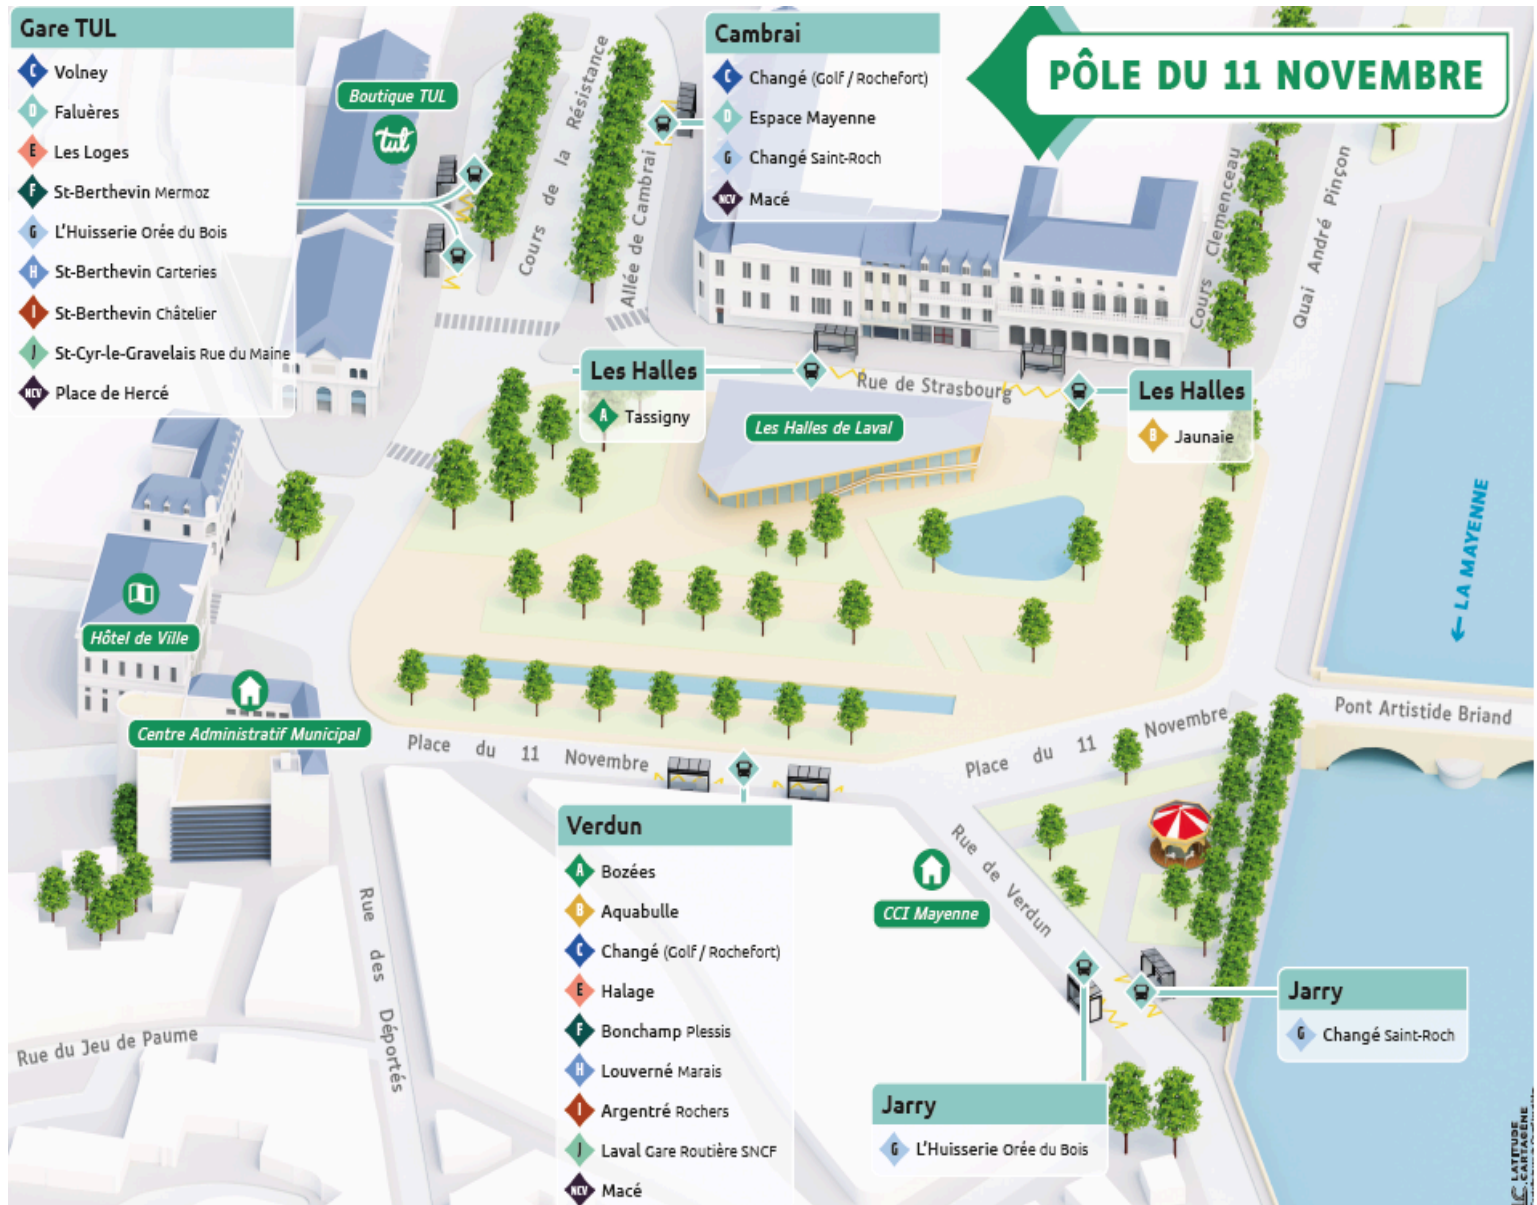 PÔLE DU 11 NOVEMBRE
Gare TUL
C Volney
D Faluères
E Les Loges
F St-Berthevin Mermoz
G L'Huisserie Orée du Bois
H St-Berthevin Carteries
I St-Berthevin Châtelier
J St-Cyr-le-Gravelais Rue du Maine
NCV Place de Hercé
Boutique TUL
tul
Cours de la Résistance
Allée de Cambrai
Cambrai
C Changé (Golf / Rochefort)
D Espace Mayenne
G Changé Saint-Roch
NCV Macé
Cours Clemenceau
Quai André Pinçon
Les Halles
A Tassigny
Rue de Strasbourg
Les Halles
B Jaunaie
Les Halles de Laval
← LA MAYENNE
Hôtel de Ville
Centre Administratif Municipal
Place du 11 Novembre
Place du 11 Novembre
Pont Artistide Briand
Verdun
A Bozées
B Aquabulle
C Changé (Golf / Rochefort)
E Halage
F Bonchamp Plessis
H Louverné Marais
I Argentré Rochers
J Laval Gare Routière SNCF
NCV Macé
Rue de Verdun
CCI Mayenne
Rue des Déportés
Rue du Jeu de Paume
Jarry
G Changé Saint-Roch
Jarry
G L'Huisserie Orée du Bois
LATITUDE
CARTAGÈNE